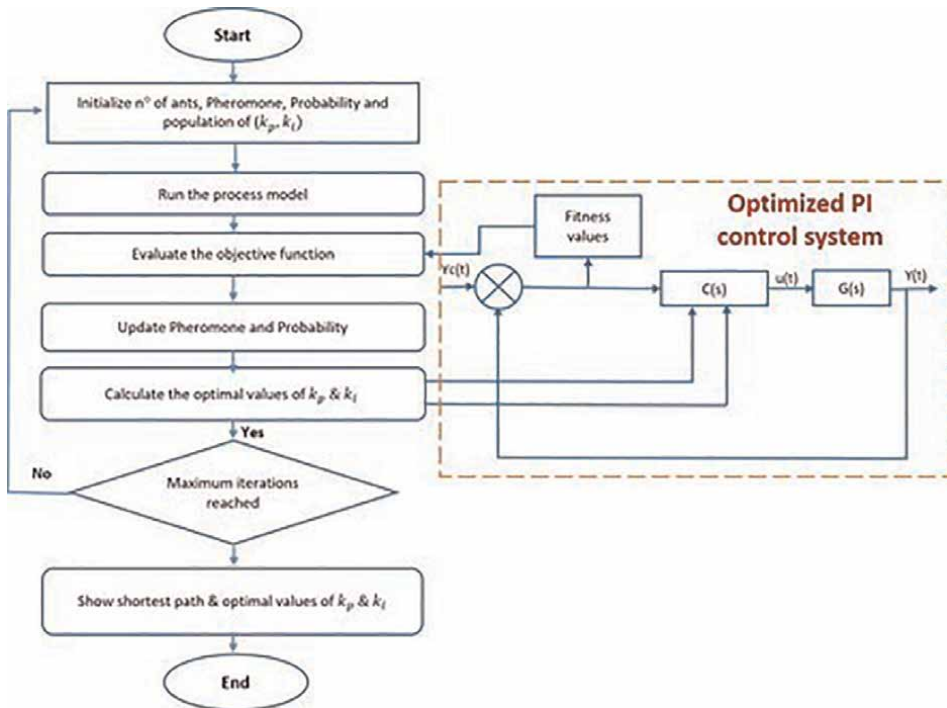 Start
Initialize n° of ants, Pheromone, Probability and
population of (kₚ, kᵢ)
Run the process model
Evaluate the objective function
Update Pheromone and Probability
Calculate the optimal values of kₚ & kᵢ
Yes
No
Maximum iterations
reached
Show shortest path & optimal values of kₚ & kᵢ
End
Optimized PI
control system
Fitness
values
Yc(t)
C(s)
u(t)
G(s)
Y(t)